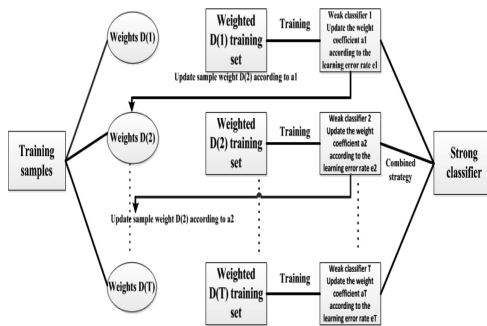 Weights D(1)
Weighted
D(1) training
set
Training
Weak classifier 1
Update the weight
coefficient a1
according to the
learning error rate e1
Update sample weight D(2) according to a1
Training
samples
Weights D(2)
Weighted
D(2) training
set
Training
Weak classifier 2
Update the weight
coefficient a2
according to the
learning error rate e2
Combined
strategy
Strong
classifier
Update sample weight D(2) according to a2
Weights D(T)
Weighted
D(T) training
set
Training
Weak classifier T
Update the weight
coefficient aT
according to the
learning error rate eT